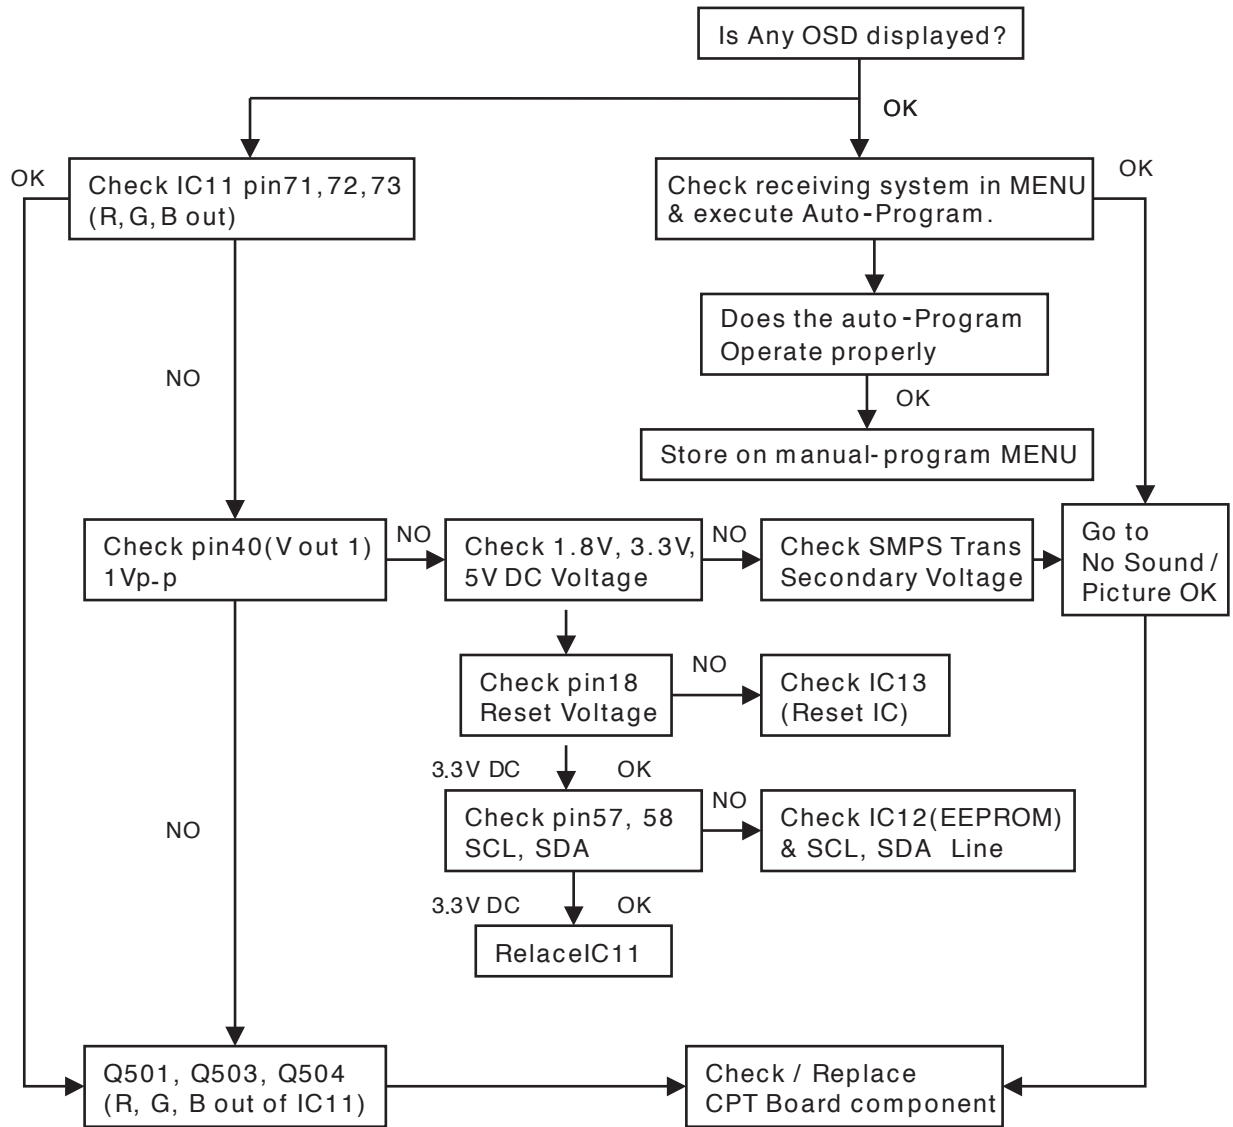 Is Any OSD displayed?
OK
OK
Check IC11 pin71,72,73
(R,G,B out)
Check receiving system in MENU
& execute Auto-Program.
OK
Does the auto-Program
Operate properly
NO
OK
Store on manual-program MENU
Check pin40(V out 1)
1Vp-p
NO
Check 1.8V, 3.3V,
5V DC Voltage
NO
Check SMPS Trans
Secondary Voltage
Go to
No Sound /
Picture OK
Check pin18
Reset Voltage
NO
Check IC13
(Reset IC)
3.3V DC
OK
Check pin57, 58
SCL, SDA
NO
Check IC12(EEPROM)
& SCL, SDA Line
NO
3.3V DC
OK
RelaceIC11
Q501, Q503, Q504
(R, G, B out of IC11)
Check / Replace
CPT Board component